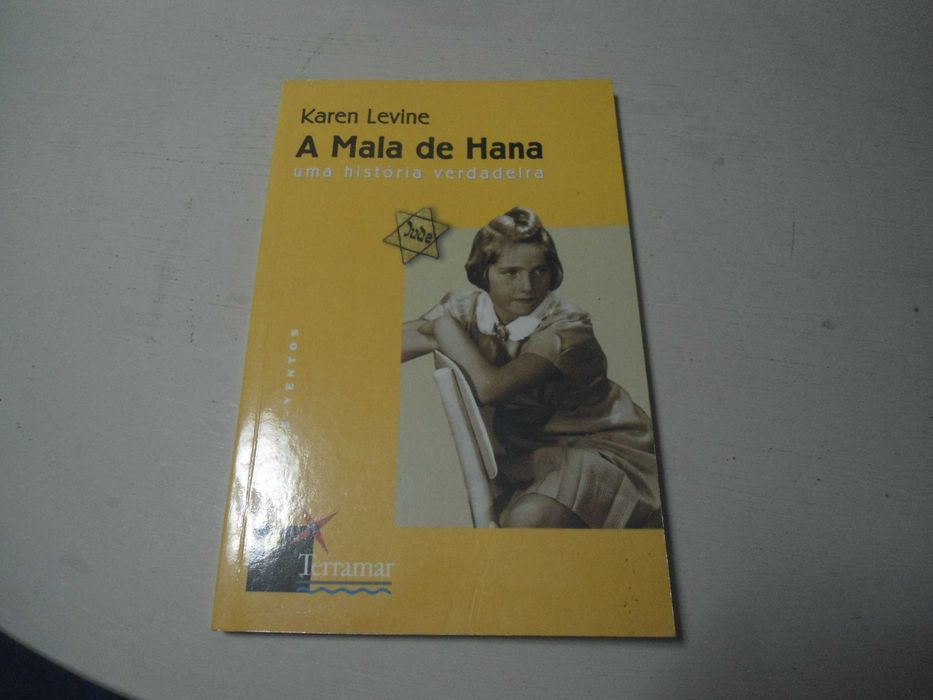 Karen Levine
A Mala de Hana
uma história verdadeira
Jude
Terramar